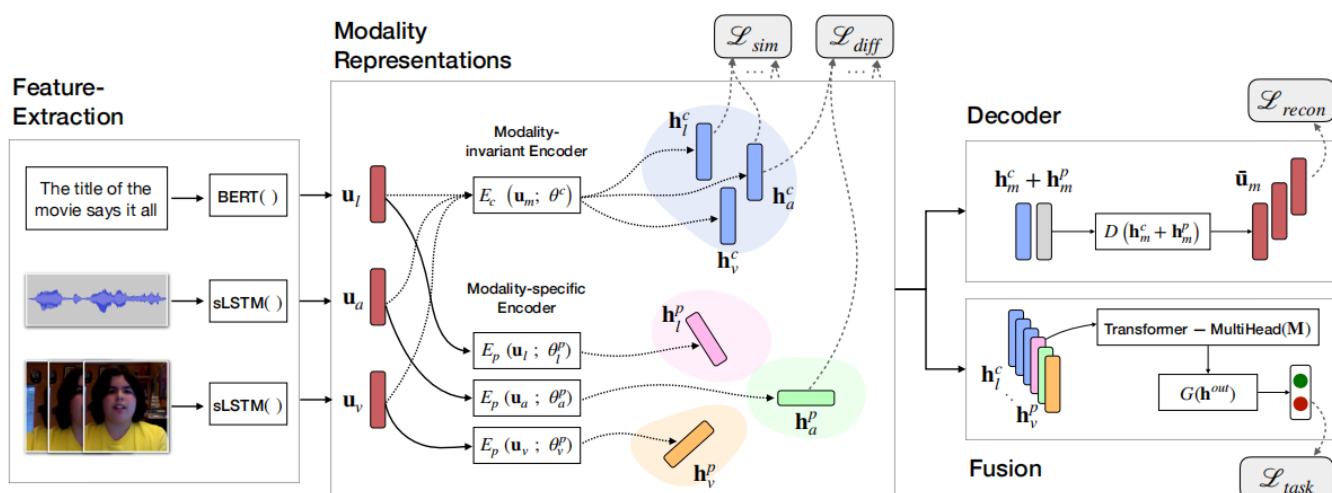 Feature-
Extraction
The title of the
movie says it all
BERT( )
sLSTM( )
sLSTM( )
Modality
Representations
𝓛_sim
𝓛_diff
... ...
u_l
u_a
u_v
Modality-
invariant Encoder
E_c (u_m; θ^c)
h_l^c
h_a^c
h_v^c
Modality-specific
Encoder
E_p (u_l ; θ_l^p)
E_p (u_a ; θ_a^p)
E_p (u_v ; θ_v^p)
h_l^p
h_a^p
h_v^p
Decoder
𝓛_recon
h_m^c + h_m^p
D (h_m^c + h_m^p)
ū_m
h_l^c
...
h_v^p
Transformer – MultiHead(M)
G(h^out)
Fusion
𝓛_task